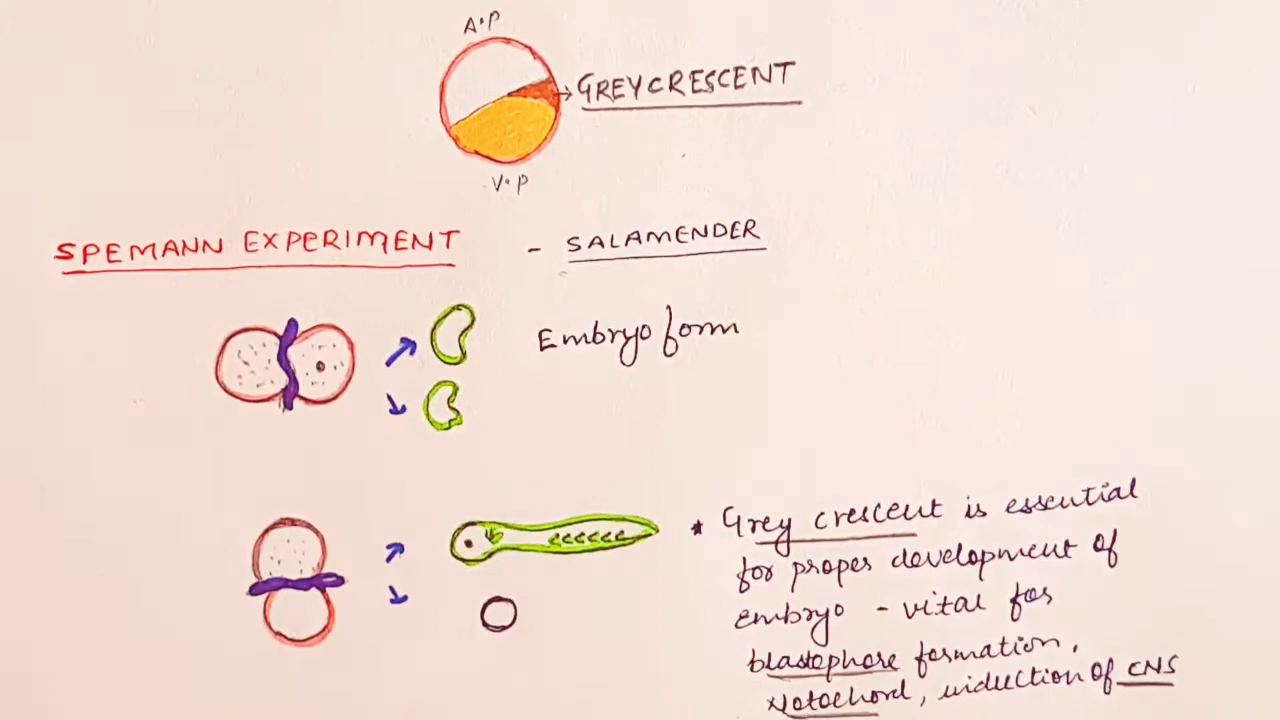 A.P
GREYCRESCENT
V.P
SPEMANN EXPERIMENT - SALAMENDER
Embryo form
* Grey crescent is essential
for proper development of
embryo - vital for
blastophore formation,
Notochord, induction of CNS